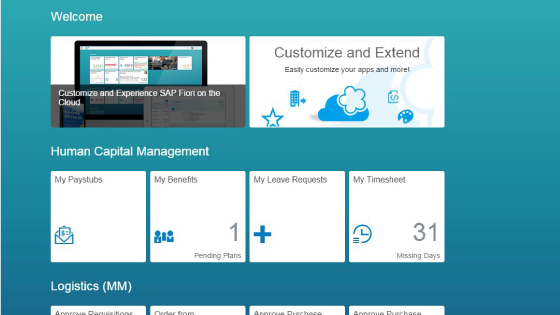 Welcome
Customize and Experience SAP Fiori on the
Cloud
Customize and Extend
Easily customize your apps and more!
Human Capital Management
My Paystubs
My Benefits
1
Pending Plans
My Leave Requests
My Timesheet
31
Missing Days
Logistics (MM)
Approve Requisitions
Order from
Approve Purchase
Approve Purchase